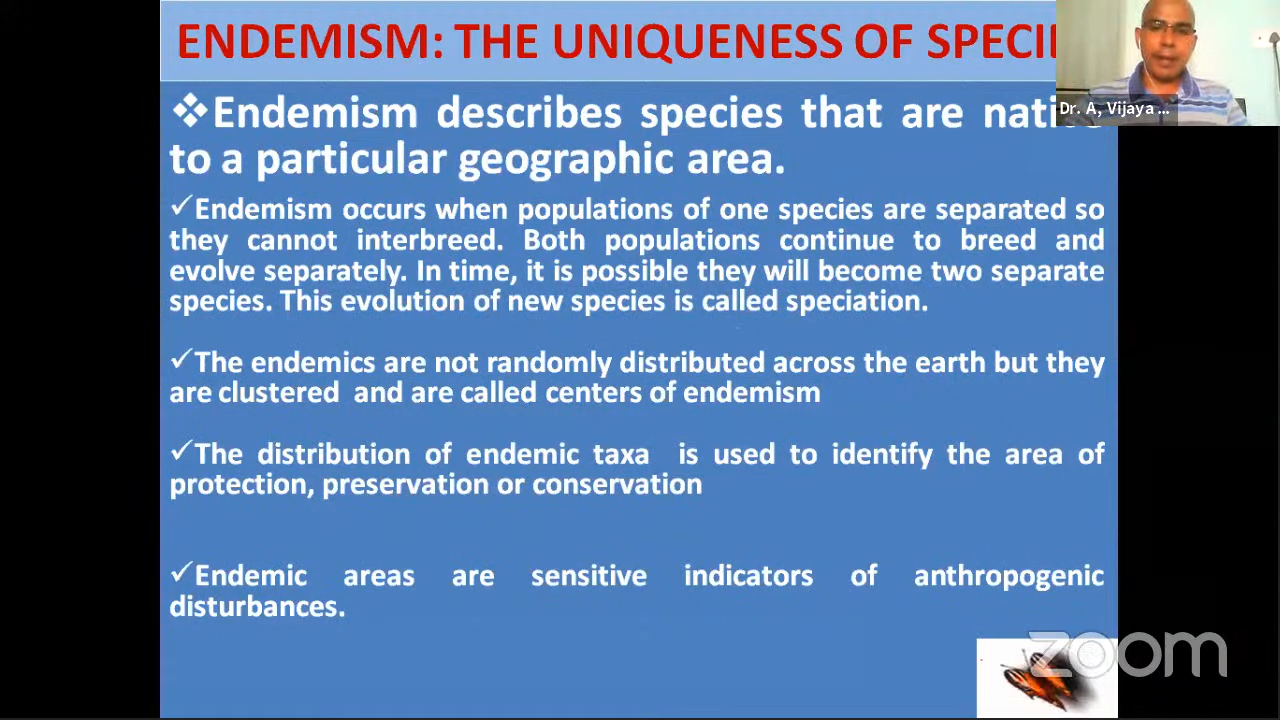 ENDEMISM: THE UNIQUENESS OF
Dr. A, Vijaya ...
❖Endemism describes species that are
to a particular geographic area.
✓Endemism occurs when populations of one species are separated so
they cannot interbreed. Both populations continue to breed and
evolve separately. In time, it is possible they will become two separate
species. This evolution of new species is called speciation.
✓The endemics are not randomly distributed across the earth but they
are clustered and are called centers of endemism
✓The distribution of endemic taxa is used to identify the area of
protection, preservation or conservation
✓Endemic areas are sensitive indicators of anthropogenic
disturbances.
zoom